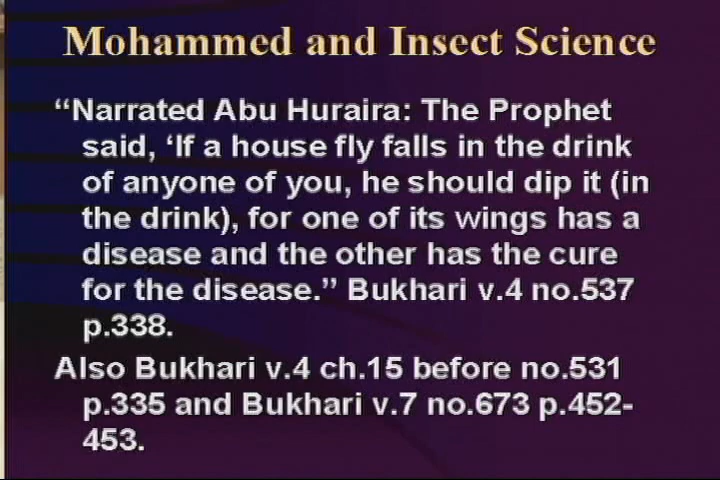 Mohammed and Insect Science
“Narrated Abu Huraira: The Prophet
said, ‘If a house fly falls in the drink
of anyone of you, he should dip it (in
the drink), for one of its wings has a
disease and the other has the cure
for the disease.” Bukhari v.4 no.537
p.338.
Also Bukhari v.4 ch.15 before no.531
p.335 and Bukhari v.7 no.673 p.452-
453.